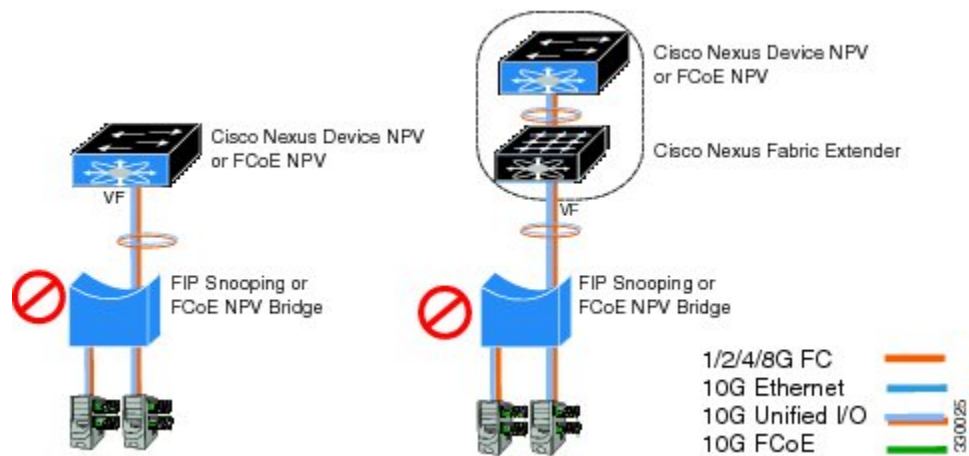 Cisco Nexus Device NPV
or FCoE NPV
VF
FIP Snooping or
FCoE NPV Bridge
Cisco Nexus Device NPV
or FCoE NPV
Cisco Nexus Fabric Extender
VF
FIP Snooping or
FCoE NPV Bridge
1/2/4/8G FC
10G Ethernet
10G Unified I/O
10G FCoE
330025